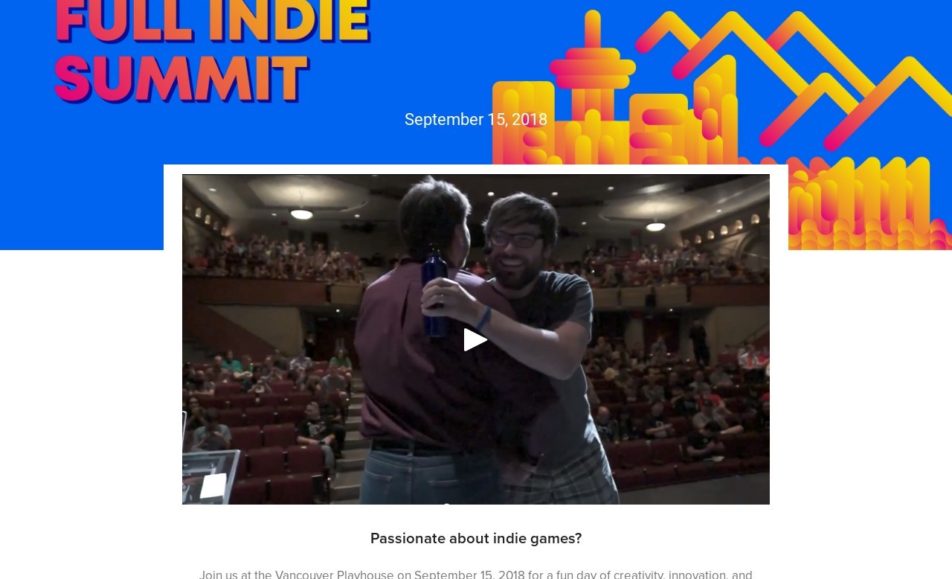 FULL INDIE
SUMMIT
September 15, 2018
Passionate about indie games?
Join us at the Vancouver Playhouse on September 15, 2018 for a fun day of creativity, innovation, and